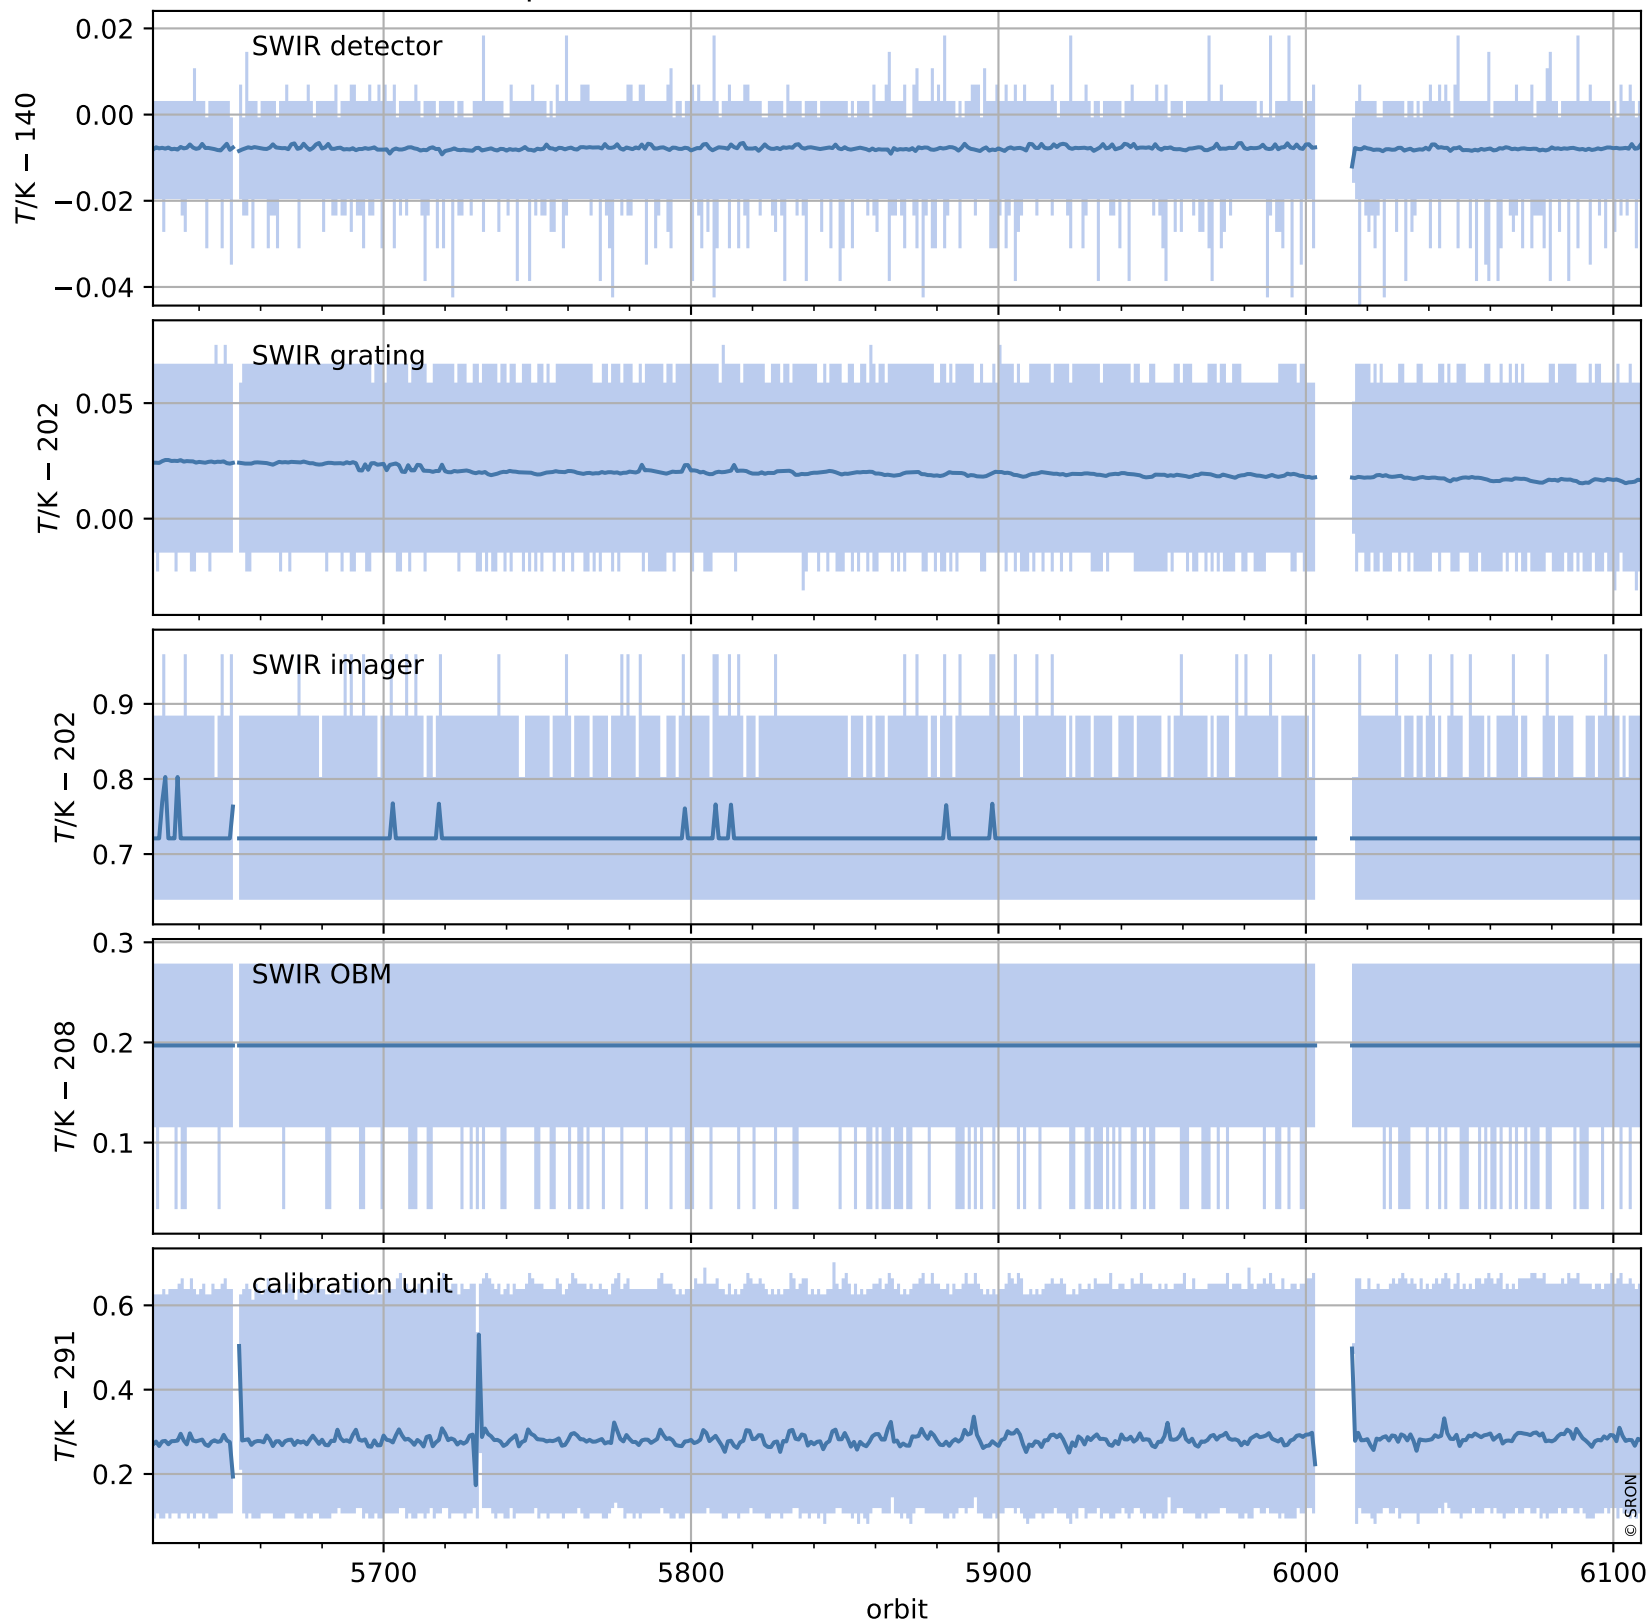 SWIR detector
0.02
0.00
−0.02
−0.04
T/K − 140
SWIR grating
0.05
0.00
T/K − 202
SWIR imager
0.9
0.8
0.7
T/K − 202
SWIR OBM
0.3
0.2
0.1
T/K − 208
calibration unit
0.6
0.4
0.2
T/K − 291
© SRON
5700 5800 5900 6000 6100
orbit